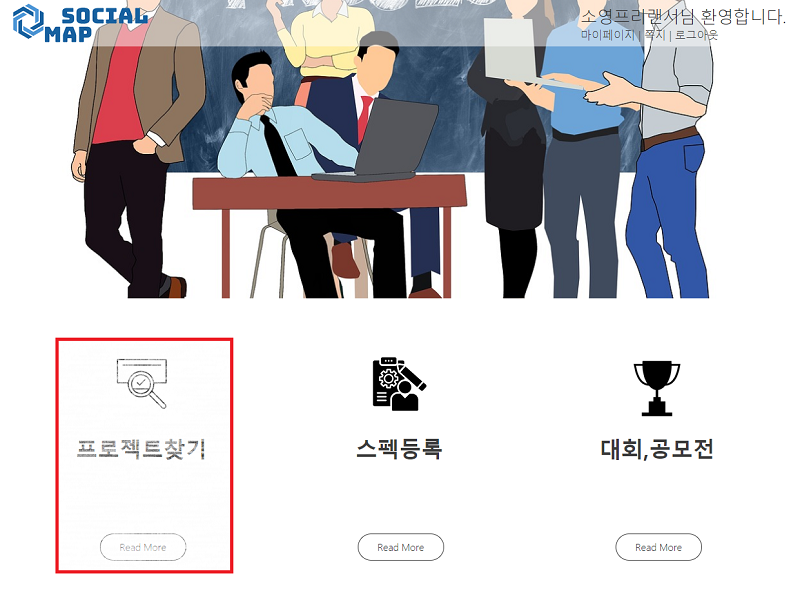 SOCIAL
MAP
소영프리랜서님 환영합니다.
마이페이지 | 쪽지 | 로그아웃
프로젝트찾기
스펙등록
대회,공모전
Read More
Read More
Read More